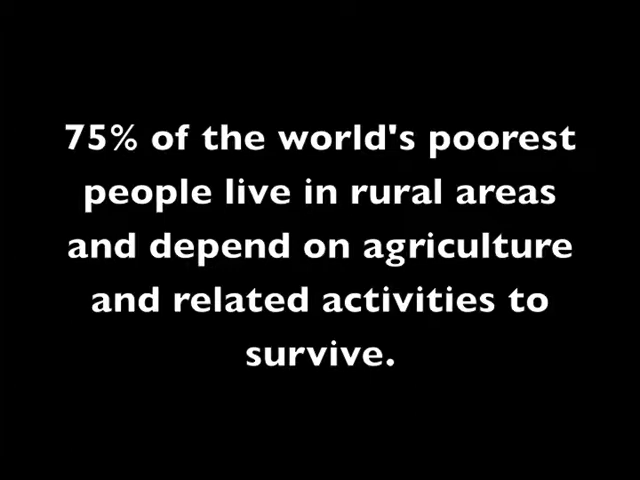 75% of the world's poorest
people live in rural areas
and depend on agriculture
and related activities to
survive.